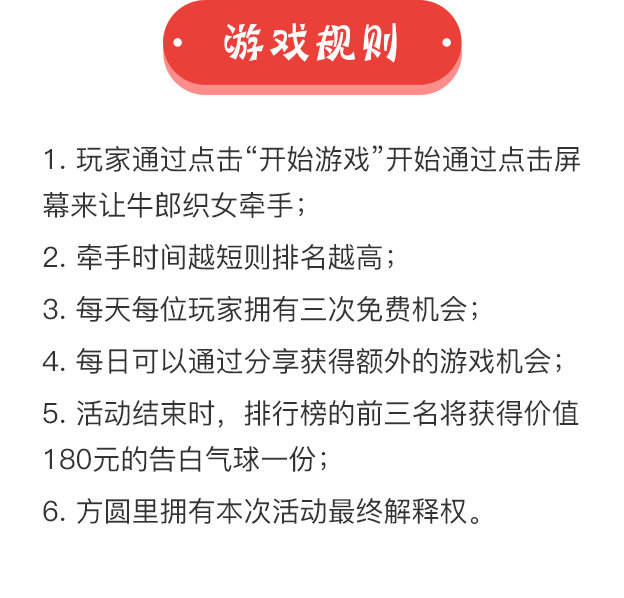 游戏规则
1. 玩家通过点击“开始游戏”开始通过点击屏
幕来让牛郎织女牵手；
2. 牵手时间越短则排名越高；
3. 每天每位玩家拥有三次免费机会；
4. 每日可以通过分享获得额外的游戏机会；
5. 活动结束时，排行榜的前三名将获得价值
180元的告白气球一份；
6. 方圆里拥有本次活动最终解释权。